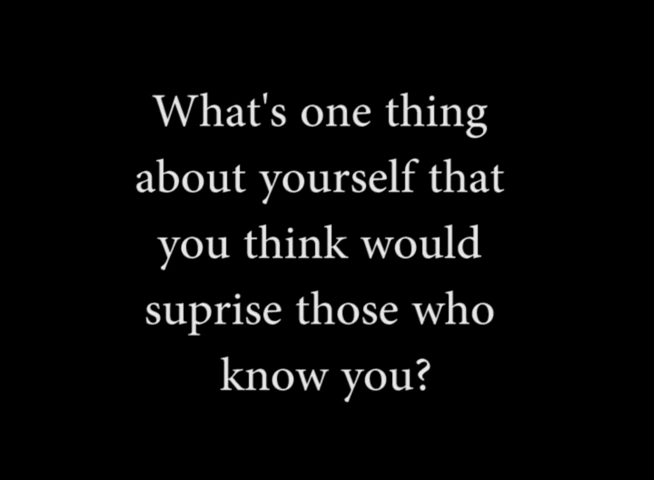 What's one thing
about yourself that
you think would
suprise those who
know you?